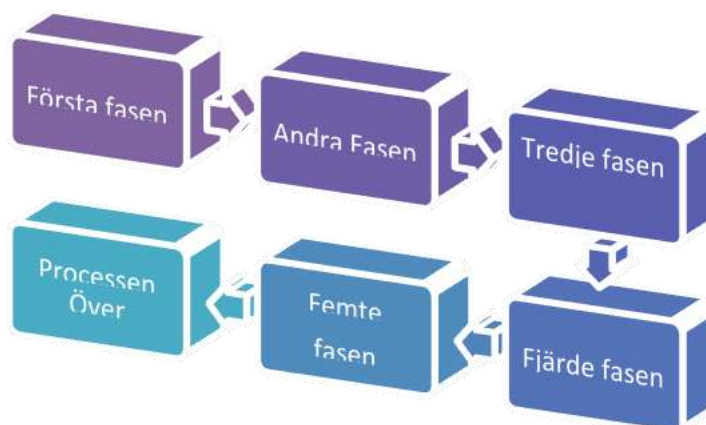 Första fasen
Andra Fasen
Tredje fasen
Fjärde fasen
Femte
fasen
Processen
Över